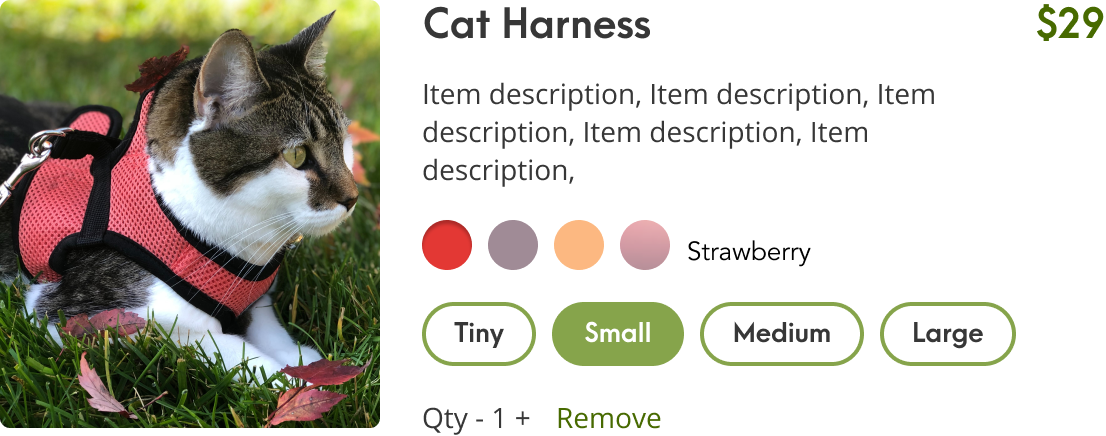 Cat Harness
$29
Item description, Item description, Item
description, Item description, Item
description,
Strawberry
Tiny
Small
Medium
Large
Qty - 1 + Remove